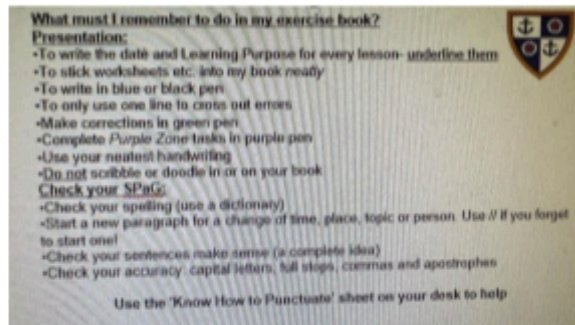 What must I remember to do in my exercise book?
Presentation:
-To write the date and Learning Purpose for every lesson- underline them
-To stick worksheets etc. into my book neatly
-To write in blue or black pen
-To only use one line to cross out errors
-Make corrections in green pen
-Complete Purple Zone tasks in purple pen
-Use your neatest handwriting
-Do not scribble or doodle in or on your book
Check your SPaG:
-Check your spelling (use a dictionary)
-Start a new paragraph for a change of time, place, topic or person. Use // if you forget
to start one!
-Check your sentences make sense (a complete idea)
-Check your accuracy: capital letters, full stops, commas and apostrophes
Use the 'Know How to Punctuate' sheet on your desk to help